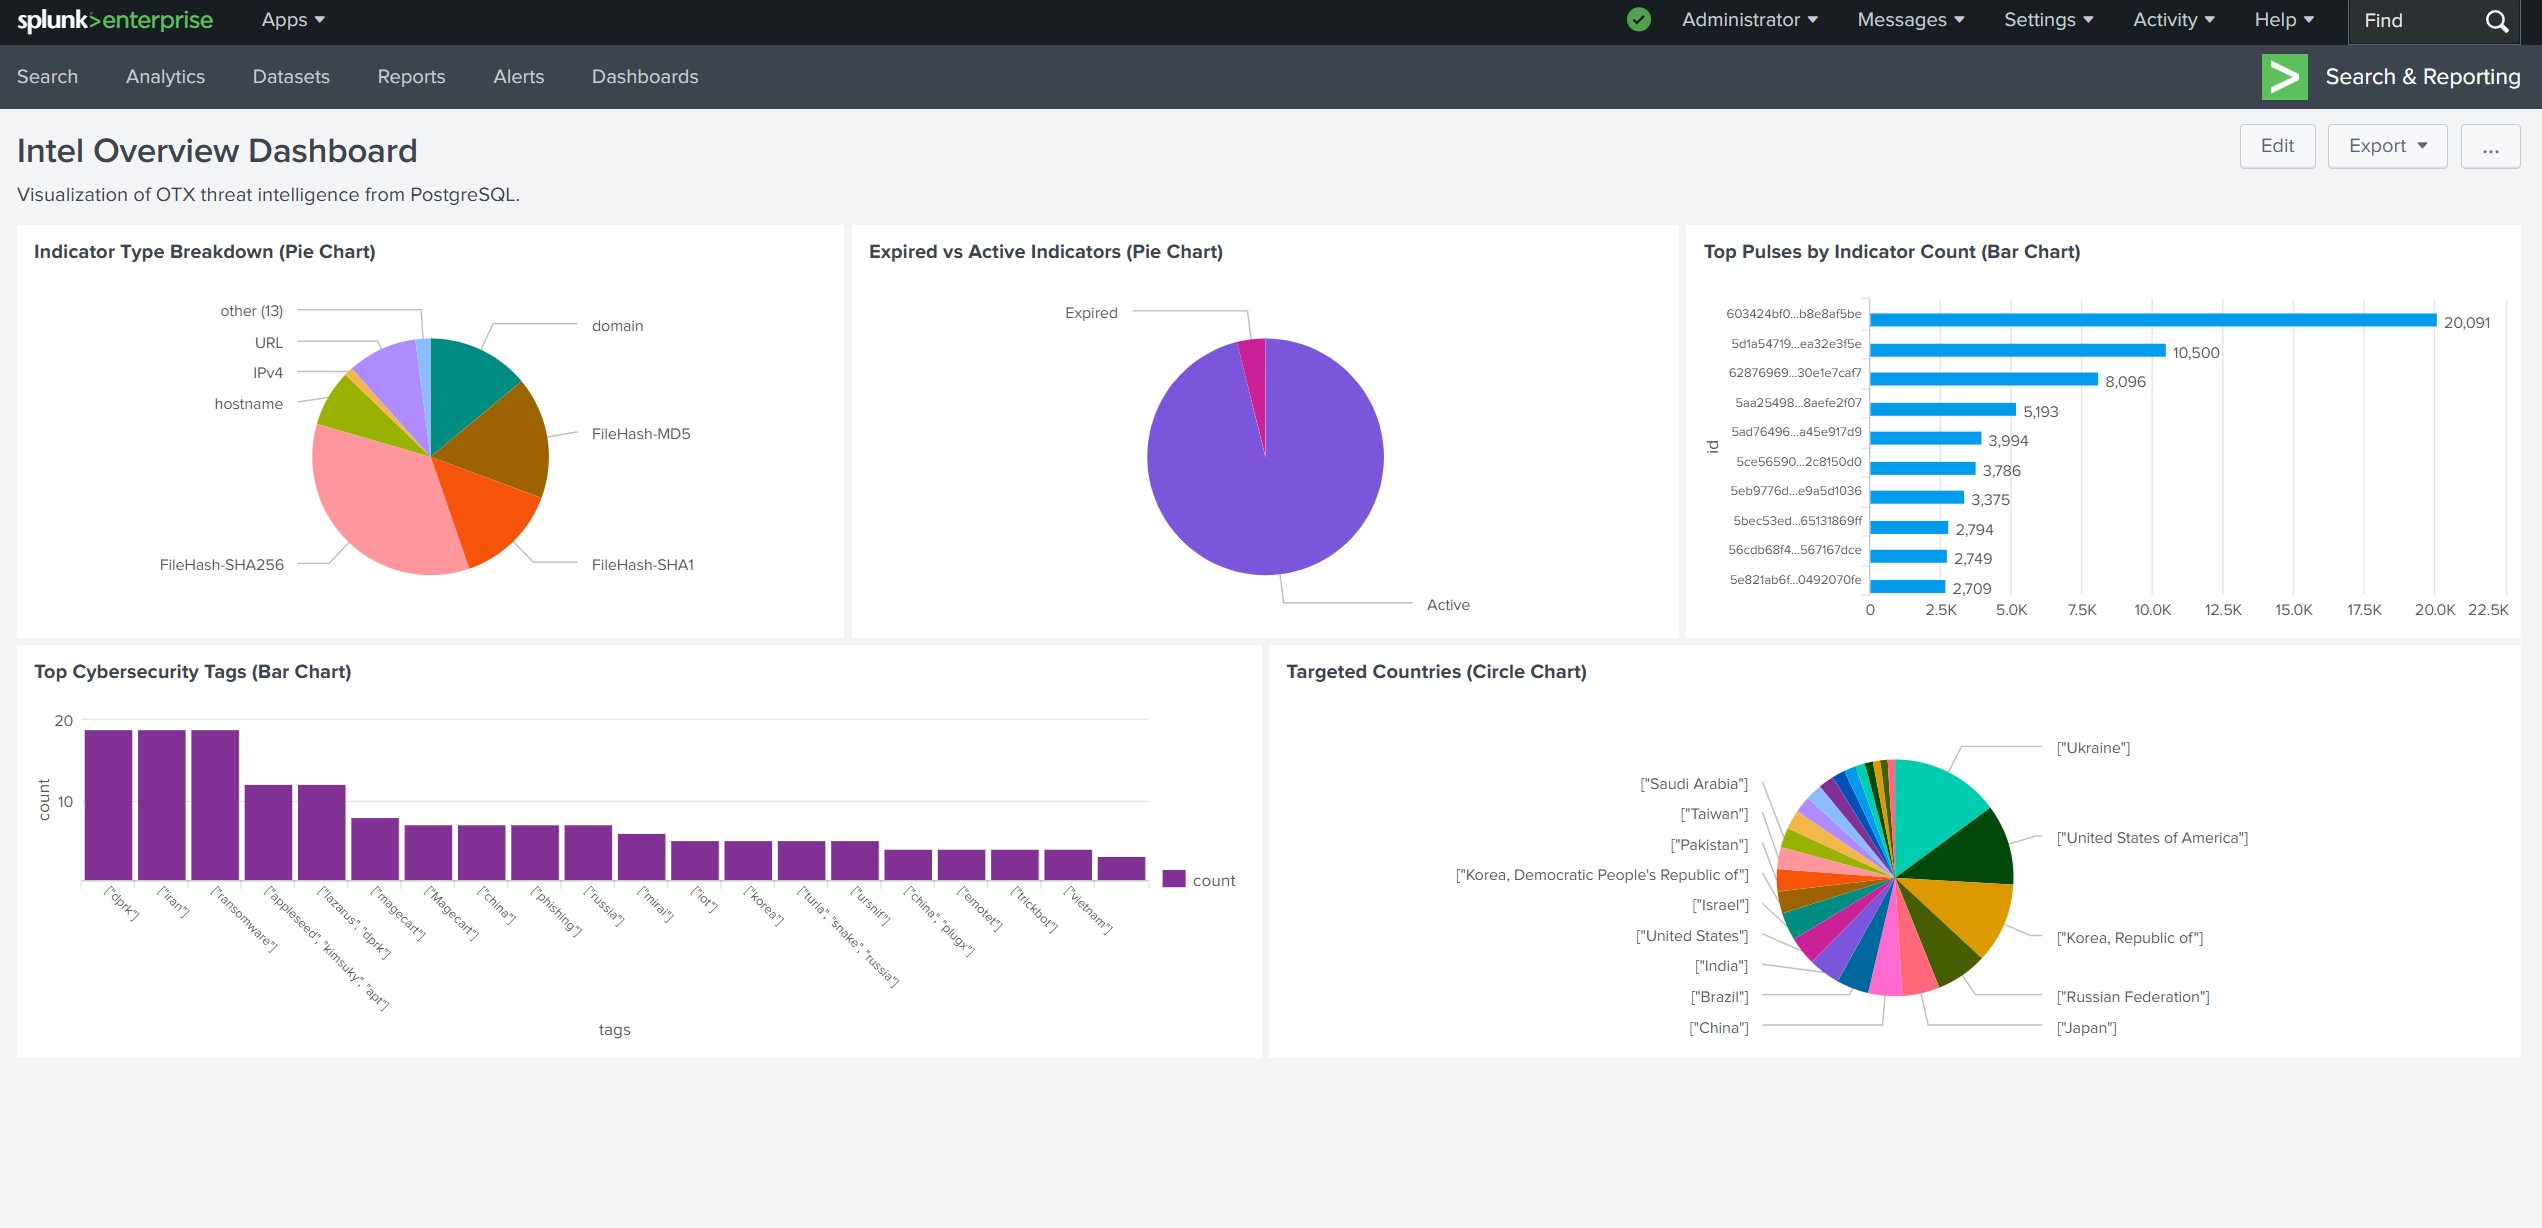 splunk>enterprise Apps Administrator Messages Settings Activity Help Find
Search Analytics Datasets Reports Alerts Dashboards Search & Reporting
Intel Overview Dashboard
Edit Export ...
Visualization of OTX threat intelligence from PostgreSQL.
Indicator Type Breakdown (Pie Chart)
other (13)
URL
IPv4
hostname
FileHash-SHA256
domain
FileHash-MD5
FileHash-SHA1
Expired vs Active Indicators (Pie Chart)
Expired
Active
Top Pulses by Indicator Count (Bar Chart)
id
603424bf0...b8e8af5be 20,091
5d1a54719...ea32e3f5e 10,500
62876969...30e1e7caf7 8,096
5aa25498...8aefe2f07 5,193
5ad76496...a45e917d9 3,994
5ce56590...2c8150d0 3,786
5eb9776d...e9a5d1036 3,375
5bec53ed...65131869ff 2,794
56cdb68f4...567167dce 2,749
5e821ab6f...0492070fe 2,709
0 2.5K 5.0K 7.5K 10.0K 12.5K 15.0K 17.5K 20.0K 22.5K
Top Cybersecurity Tags (Bar Chart)
20
10
count
["dprk"]
["iran"]
["ransomware"]
["appleseed","kimsuky","apt"]
["lazarus","dprk"]
["magecart"]
["Magecart"]
["china"]
["phishing"]
["russia"]
["mirai"]
["iot"]
["korea"]
["turla","snake","russia"]
["ursnif"]
["china","plugx"]
["emotet"]
["trickbot"]
["vietnam"]
count
tags
Targeted Countries (Circle Chart)
["Saudi Arabia"]
["Taiwan"]
["Pakistan"]
["Korea, Democratic People's Republic of"]
["Israel"]
["United States"]
["India"]
["Brazil"]
["China"]
["Ukraine"]
["United States of America"]
["Korea, Republic of"]
["Russian Federation"]
["Japan"]